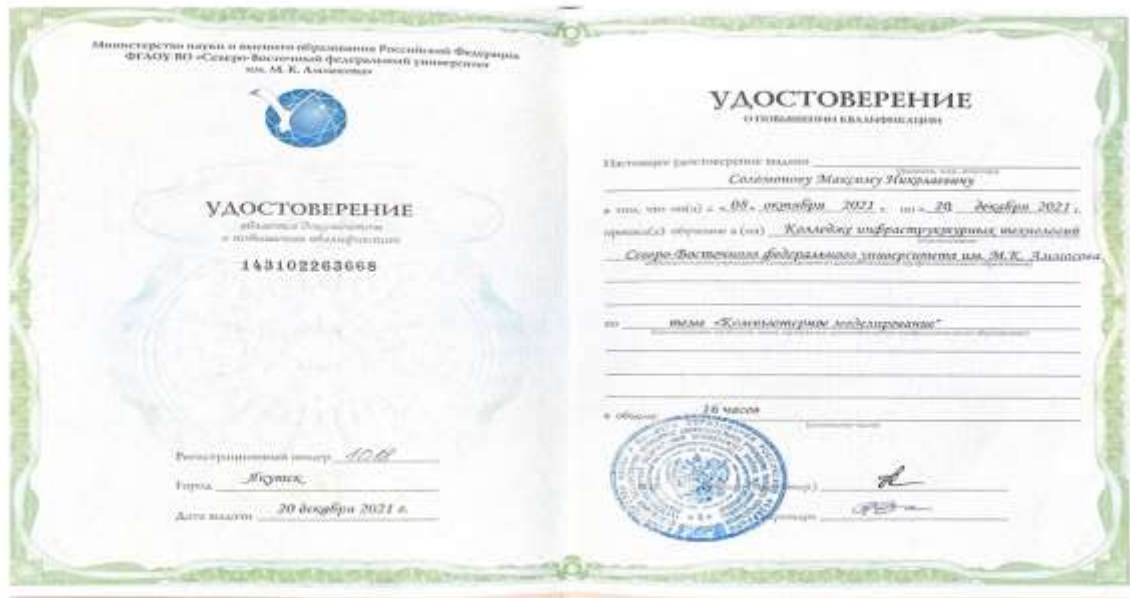 Министерство науки и высшего образования Российской Федерации
ФГАОУ ВО «Северо-Восточный федеральный университет
им. М. К. Аммосова»
УДОСТОВЕРЕНИЕ
является документом
о повышении квалификации
143102263668
Регистрационный номер
Город Якутск
Дата выдачи 20 декабря 2021 г.
УДОСТОВЕРЕНИЕ
О ПОВЫШЕНИИ КВАЛИФИКАЦИИ
Настоящее удостоверение выдано
Соломонову Максиму Николаевичу
в том, что он(а) с «08» октября 2021 г. по «20 декабря 2021 г.
прошел(а) обучение в (на) Колледже инфраструктурных технологий
Северо-Восточного федерального университета им. М.К. Аммосова
по теме «Компьютерное моделирование"
в объеме 16 часов